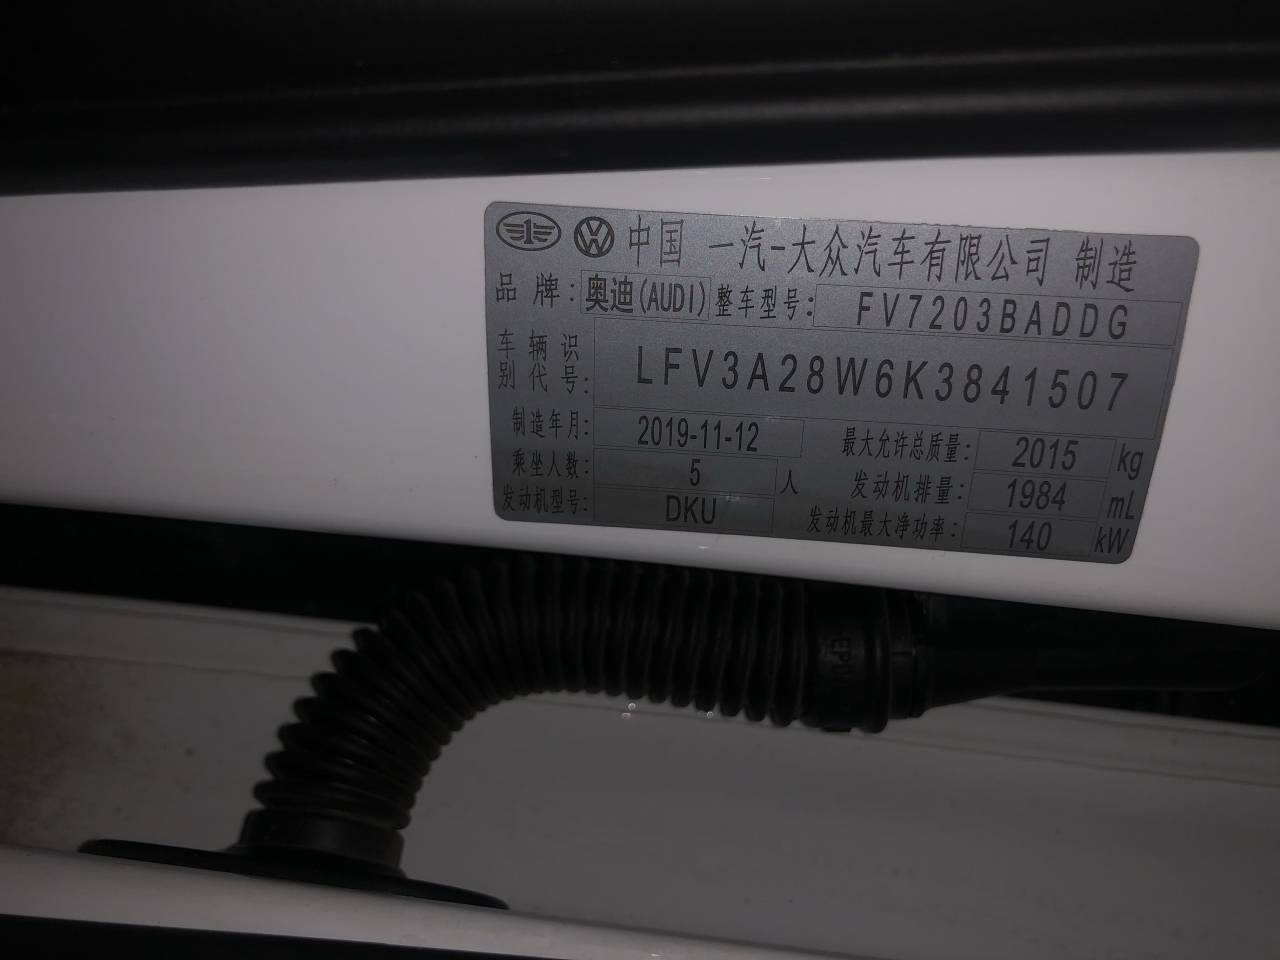 中国 一汽-大众汽车有限公司 制造
品牌: 奥迪(AUDI) 整车型号: FV7203BADDG
车辆识别代号: LFV3A28W6K3841507
制造年月: 2019-11-12 最大允许总质量: 2015 kg
乘坐人数: 5 人 发动机排量: 1984 mL
发动机型号: DKU 发动机最大净功率: 140 kW